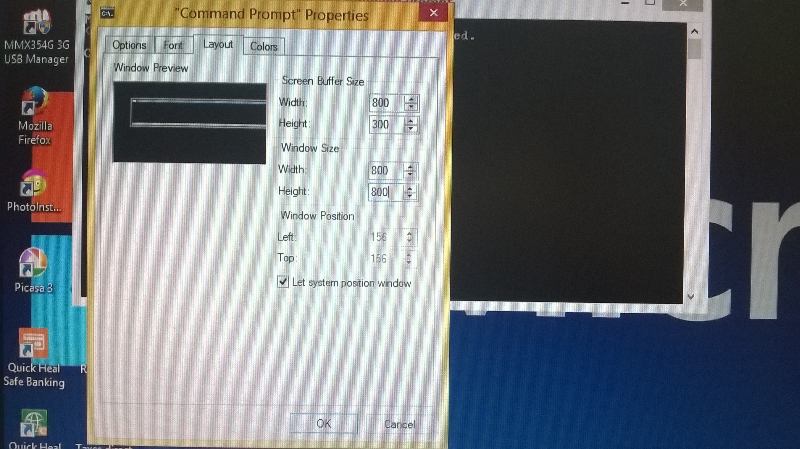 "Command Prompt" Properties
Options
Font
Layout
Colors
Window Preview
Screen Buffer Size
Width: 800
Height: 300
Window Size
Width: 800
Height: 800
Window Position
Left: 156
Top: 156
Let system position window
OK
Cancel
ed.
MMX354G 3G
USB Manager
Mozilla
Firefox
PhotoInst...
Picasa 3
Quick Heal
Safe Banking
Quick Heal